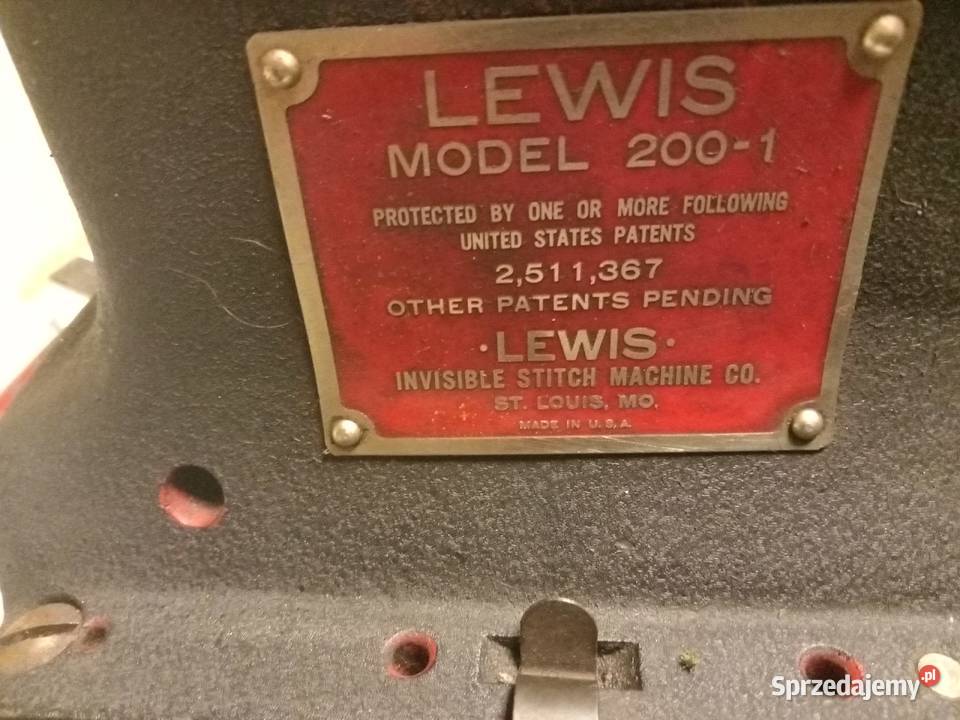 LEWIS
MODEL 200-1
PROTECTED BY ONE OR MORE FOLLOWING
UNITED STATES PATENTS
2,511,367
OTHER PATENTS PENDING
·LEWIS·
INVISIBLE STITCH MACHINE CO.
ST. LOUIS, MO.
MADE IN U.S.A.
Sprzedajemy.pl